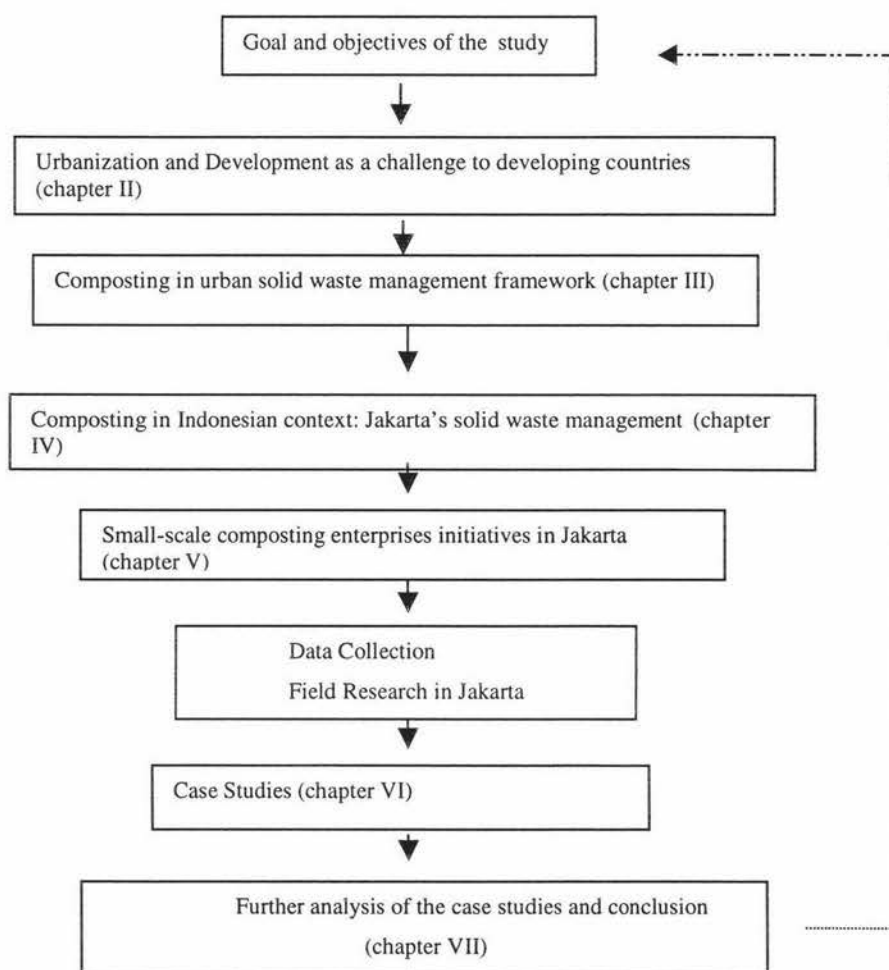 Goal and objectives of the study
Urbanization and Development as a challenge to developing countries
(chapter II)
Composting in urban solid waste management framework (chapter III)
Composting in Indonesian context: Jakarta's solid waste management (chapter
IV)
Small-scale composting enterprises initiatives in Jakarta
(chapter V)
Data Collection
Field Research in Jakarta
Case Studies (chapter VI)
Further analysis of the case studies and conclusion
(chapter VII)